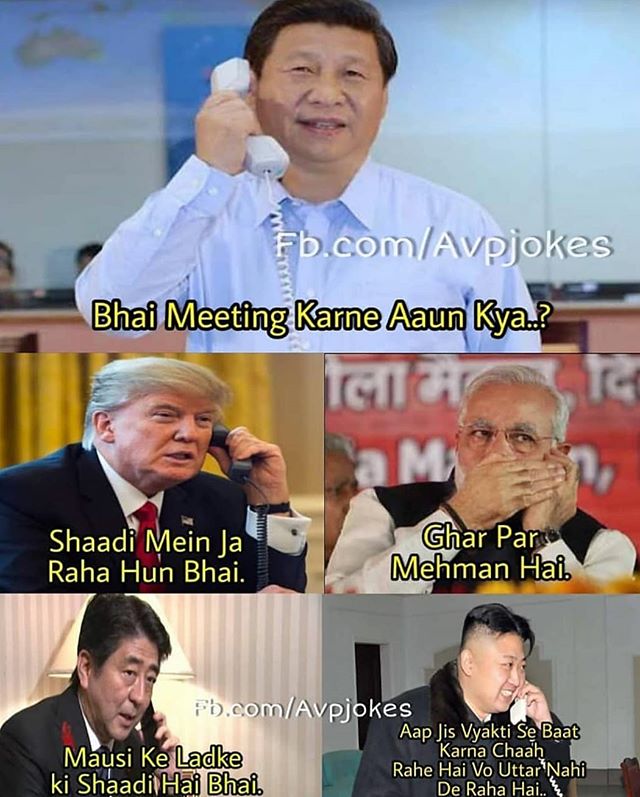 Fb.com/Avpjokes
Bhai Meeting Karne Aaun Kya..?
Shaadi Mein Ja
Raha Hun Bhai.
Ghar Par
Mehman Hai.
Fb.com/Avpjokes
Mausi Ke Ladke
ki Shaadi Hai Bhai.
Aap Jis Vyakti Se Baat
Karna Chaah
Rahe Hai Vo Uttar Nahi
De Raha Hai..